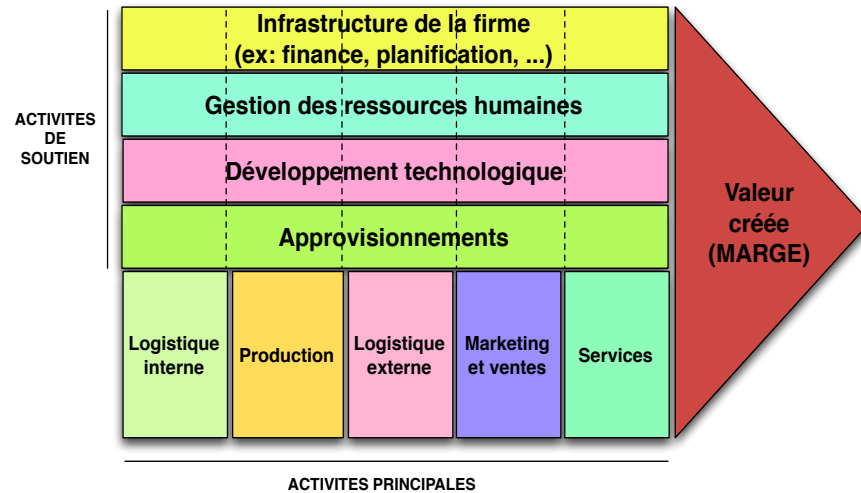 Infrastructure de la firme
(ex: finance, planification, ...)
Gestion des ressources humaines
ACTIVITES
DE
SOUTIEN
Développement technologique
Approvisionnements
Valeur
créée
(MARGE)
Logistique
interne
Production
Logistique
externe
Marketing
et ventes
Services
ACTIVITES PRINCIPALES